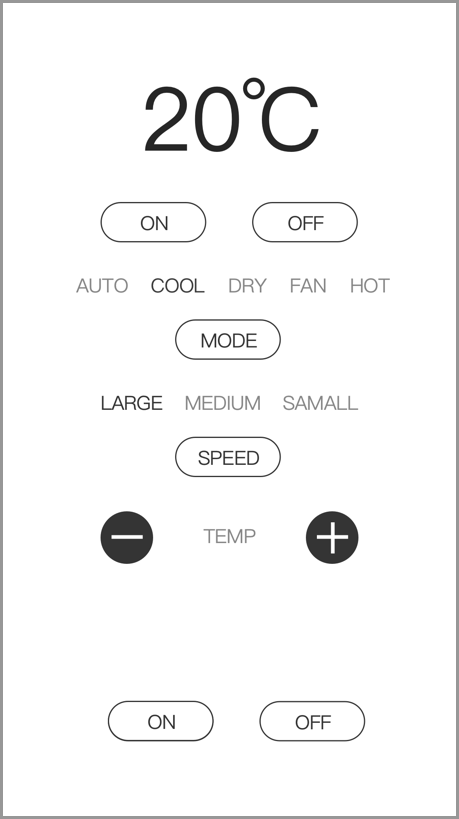 20°C
ON OFF
AUTO COOL DRY FAN HOT
MODE
LARGE MEDIUM SAMALL
SPEED
− TEMP +
ON OFF